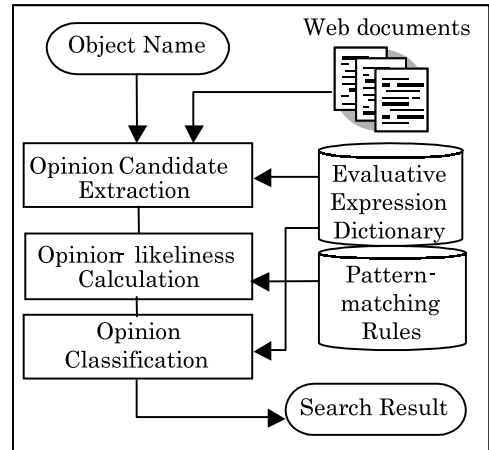 Object Name
Web documents
Opinion Candidate
Extraction
Evaluative
Expression
Dictionary
Opinion- likeliness
Calculation
Pattern-
matching
Rules
Opinion
Classification
Search Result